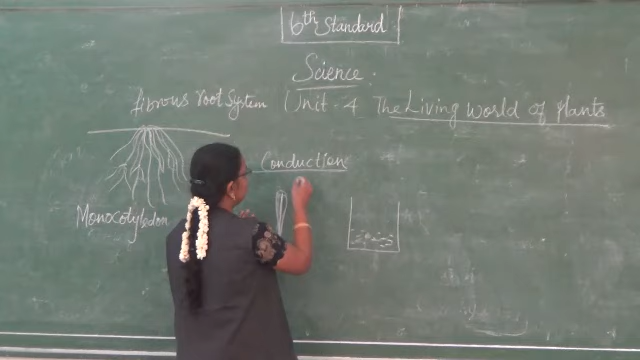 6th Standard
Science.
fibrous root system
Unit - 4 The Living World of Plants
Conduction
Monocotyledon